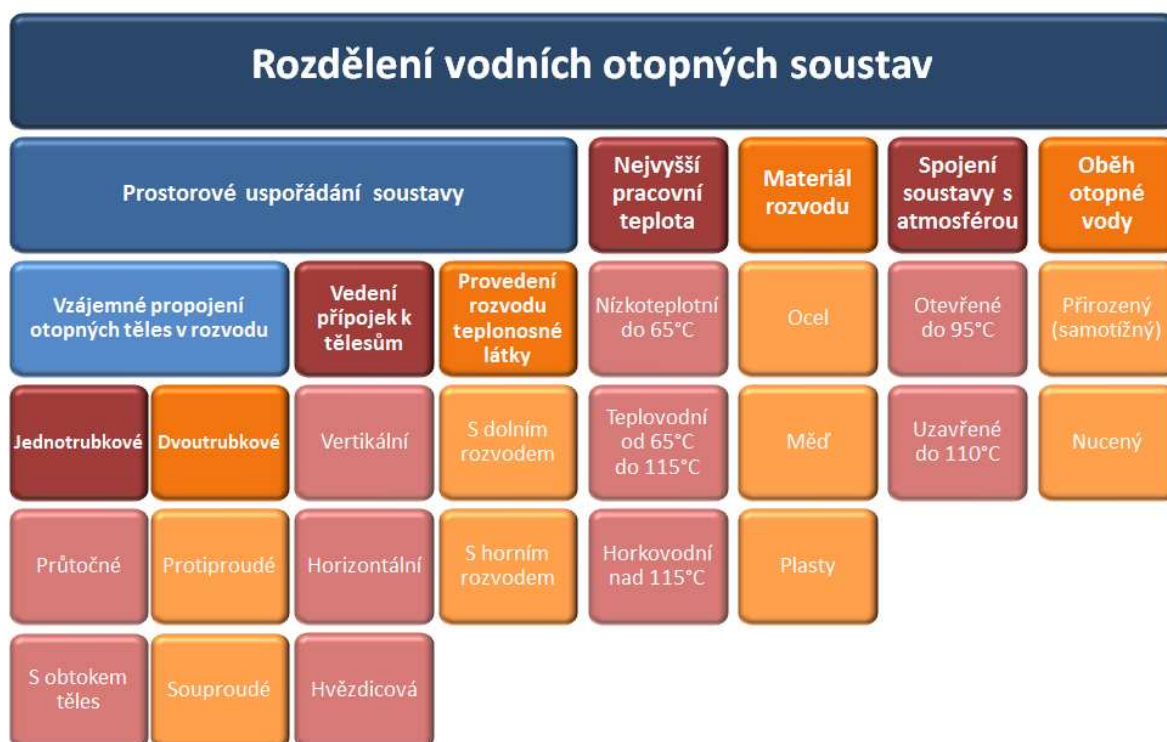 Rozdělení vodních otopných soustav
Prostorové uspořádání soustavy
Nejvyšší
pracovní
teplota
Materiál
rozvodu
Spojení
soustavy s
atmosférou
Oběh
otopné
vody
Vzájemné propojení
otopných těles v rozvodu
Vedení
přípojek k
tělesům
Provedení
rozvodu
teplonosné
látky
Nízkoteplotní
do 65°C
Ocel
Otevřené
do 95°C
Přirozený
(samotížný)
Jednotrubkové
Dvoutrubkové
Vertikální
S dolním
rozvodem
Teplovodní
od 65°C
do 115°C
Měď
Uzavřené
do 110°C
Nucený
Průtočné
Protiproudé
Horizontální
S horním
rozvodem
Horkovodní
nad 115°C
Plasty
S obtokem
těles
Souproudé
Hvězdicová